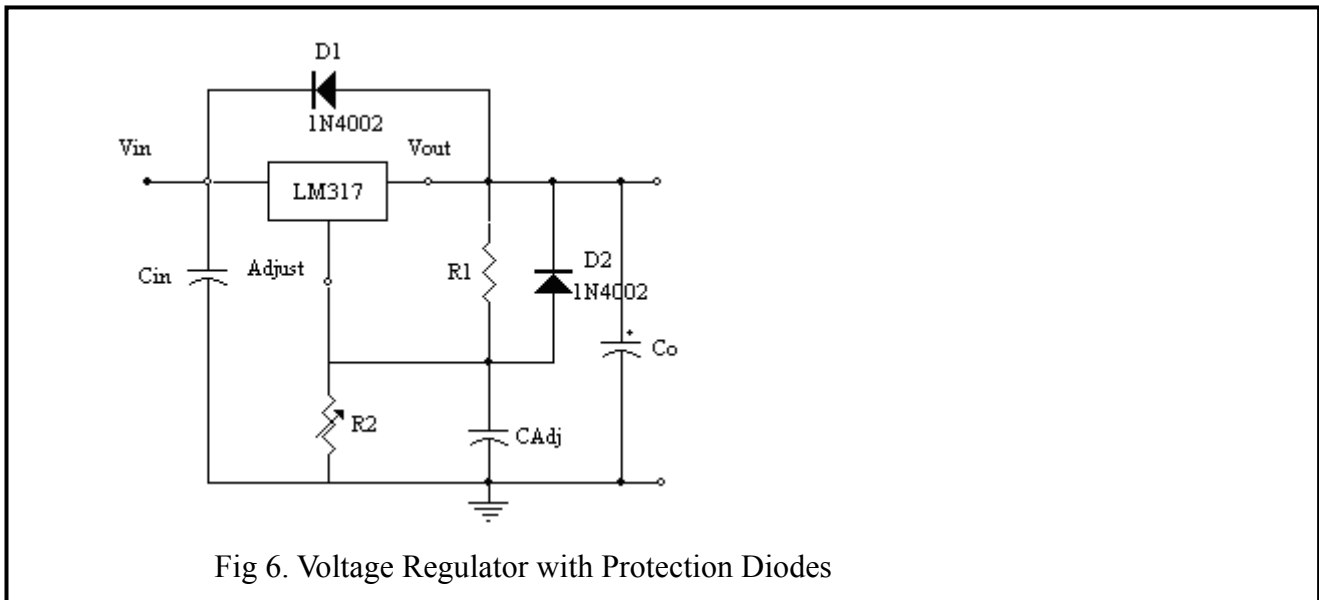 D1
1N4002
Vin
Vout
LM317
Cin
Adjust
R1
D2
1N4002
Co
R2
CAdj
Fig 6. Voltage Regulator with Protection Diodes